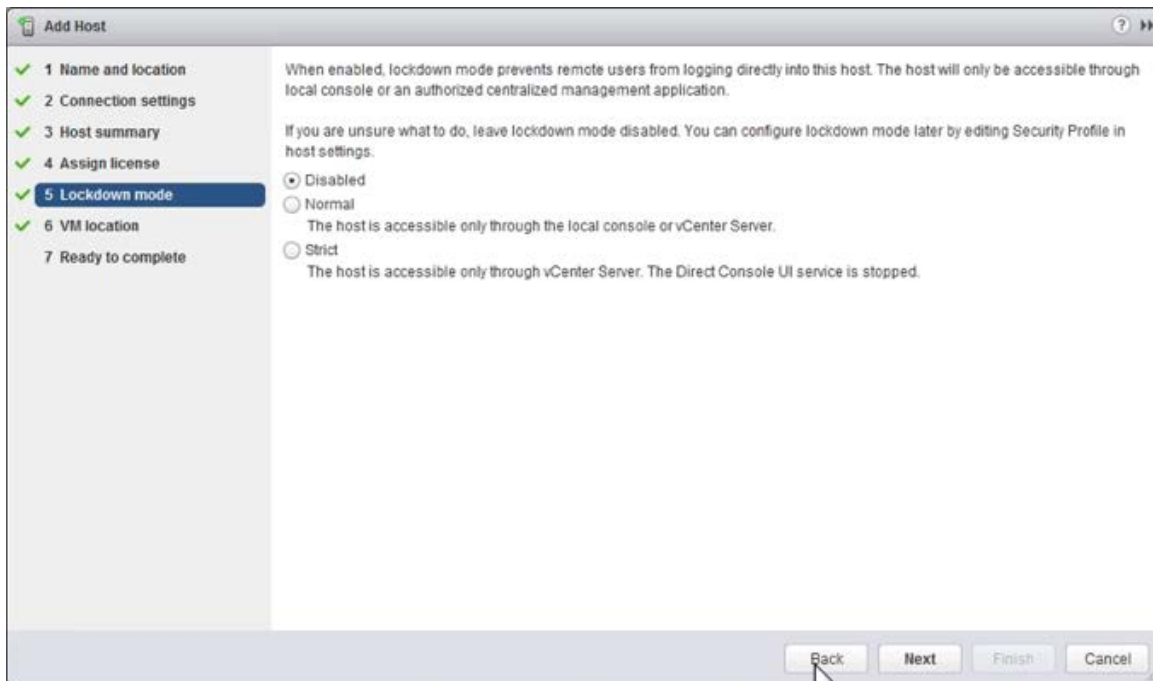 Add Host
?
1 Name and location
2 Connection settings
3 Host summary
4 Assign license
5 Lockdown mode
6 VM location
7 Ready to complete
When enabled, lockdown mode prevents remote users from logging directly into this host. The host will only be accessible through
local console or an authorized centralized management application.
If you are unsure what to do, leave lockdown mode disabled. You can configure lockdown mode later by editing Security Profile in
host settings.
Disabled
Normal
The host is accessible only through the local console or vCenter Server.
Strict
The host is accessible only through vCenter Server. The Direct Console UI service is stopped.
Back Next Finish Cancel